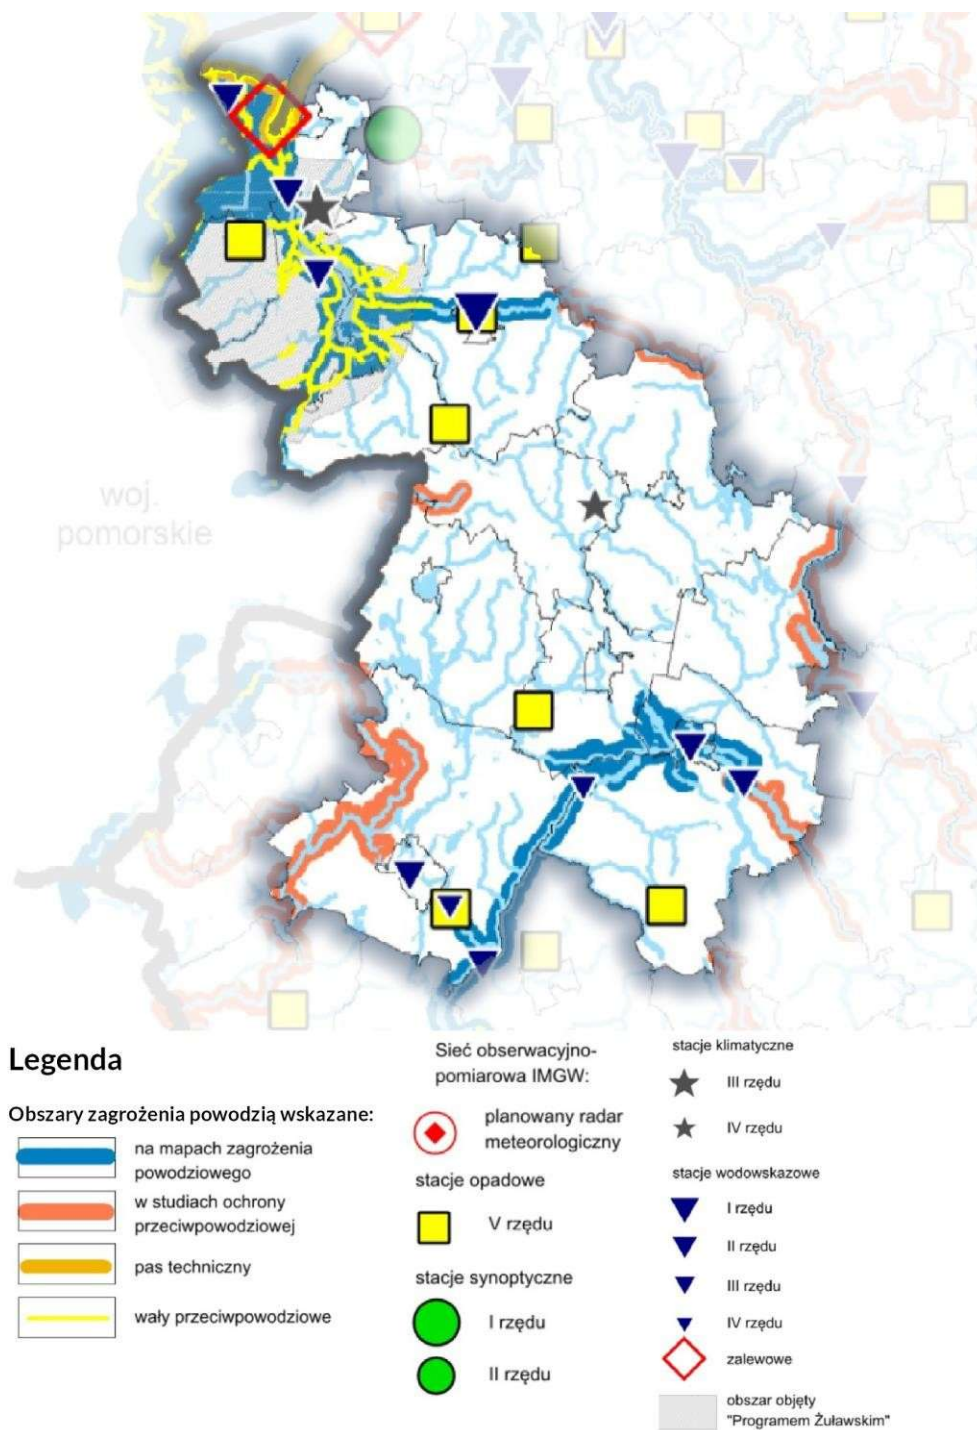 woj.
pomorskie
Legenda
Obszary zagrożenia powodzią wskazane:
na mapach zagrożenia
powodziowego
w studiach ochrony
przeciwpowodziowej
pas techniczny
wały przeciwpowodziowe
Sieć obserwacyjno-
pomiarowa IMGW:
planowany radar
meteorologiczny
stacje opadowe
V rzędu
stacje synoptyczne
I rzędu
II rzędu
stacje klimatyczne
III rzędu
IV rzędu
stacje wodowskazowe
I rzędu
II rzędu
III rzędu
IV rzędu
zalewowe
obszar objęty
"Programem Żuławskim"